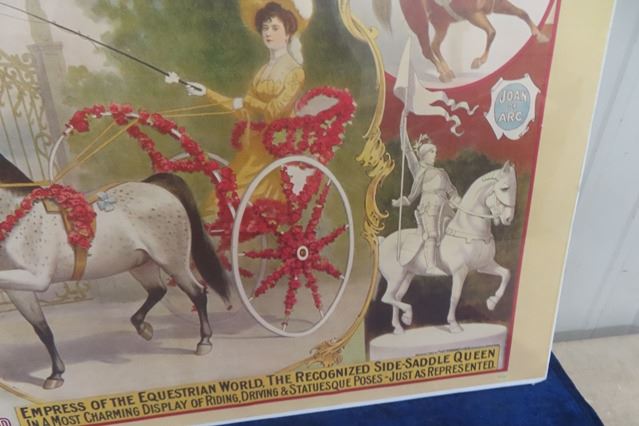 JOAN
OF
ARC
EMPRESS OF THE EQUESTRIAN WORLD, THE RECOGNIZED SIDE-SADDLE QUEEN
IN A MOST CHARMING DISPLAY OF RIDING, DRIVING & STATUESQUE POSES - JUST AS REPRESENTED.